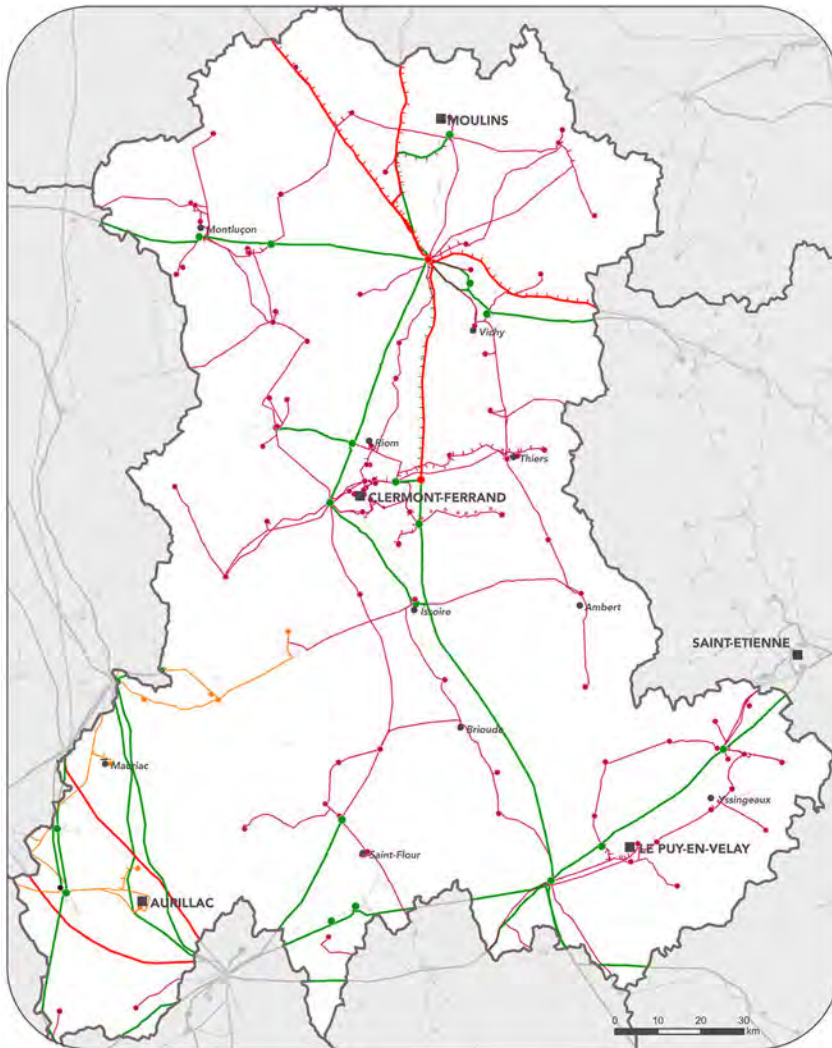 MOULINS
Montluçon
Vichy
Riom
Thiers
CLERMONT-FERRAND
Issoire
Ambert
SAINT-ETIENNE
Brioude
Mauriac
Yssingeaux
LE PUY-EN-VELAY
Saint-Flour
AURILLAC
0 10 20 30
km